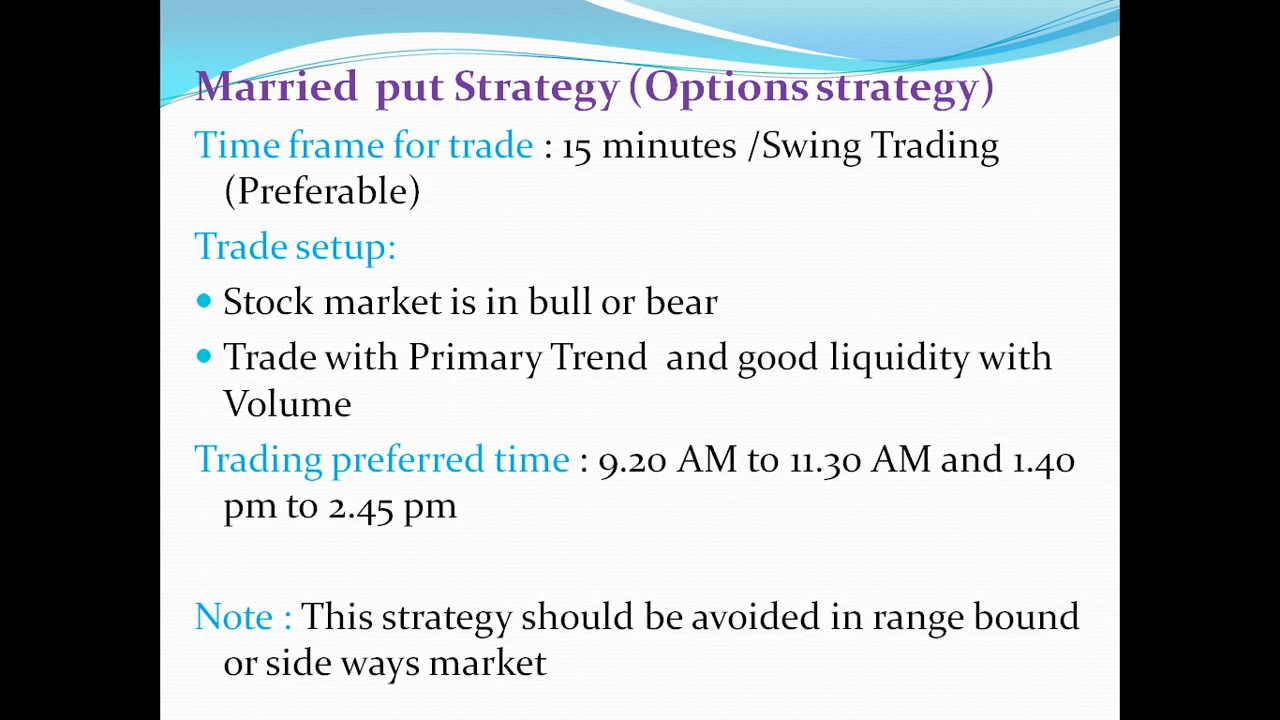 Married put Strategy (Options strategy)
Time frame for trade : 15 minutes /Swing Trading
(Preferable)
Trade setup:
• Stock market is in bull or bear
• Trade with Primary Trend and good liquidity with
Volume
Trading preferred time : 9.20 AM to 11.30 AM and 1.40
pm to 2.45 pm
Note : This strategy should be avoided in range bound
or side ways market